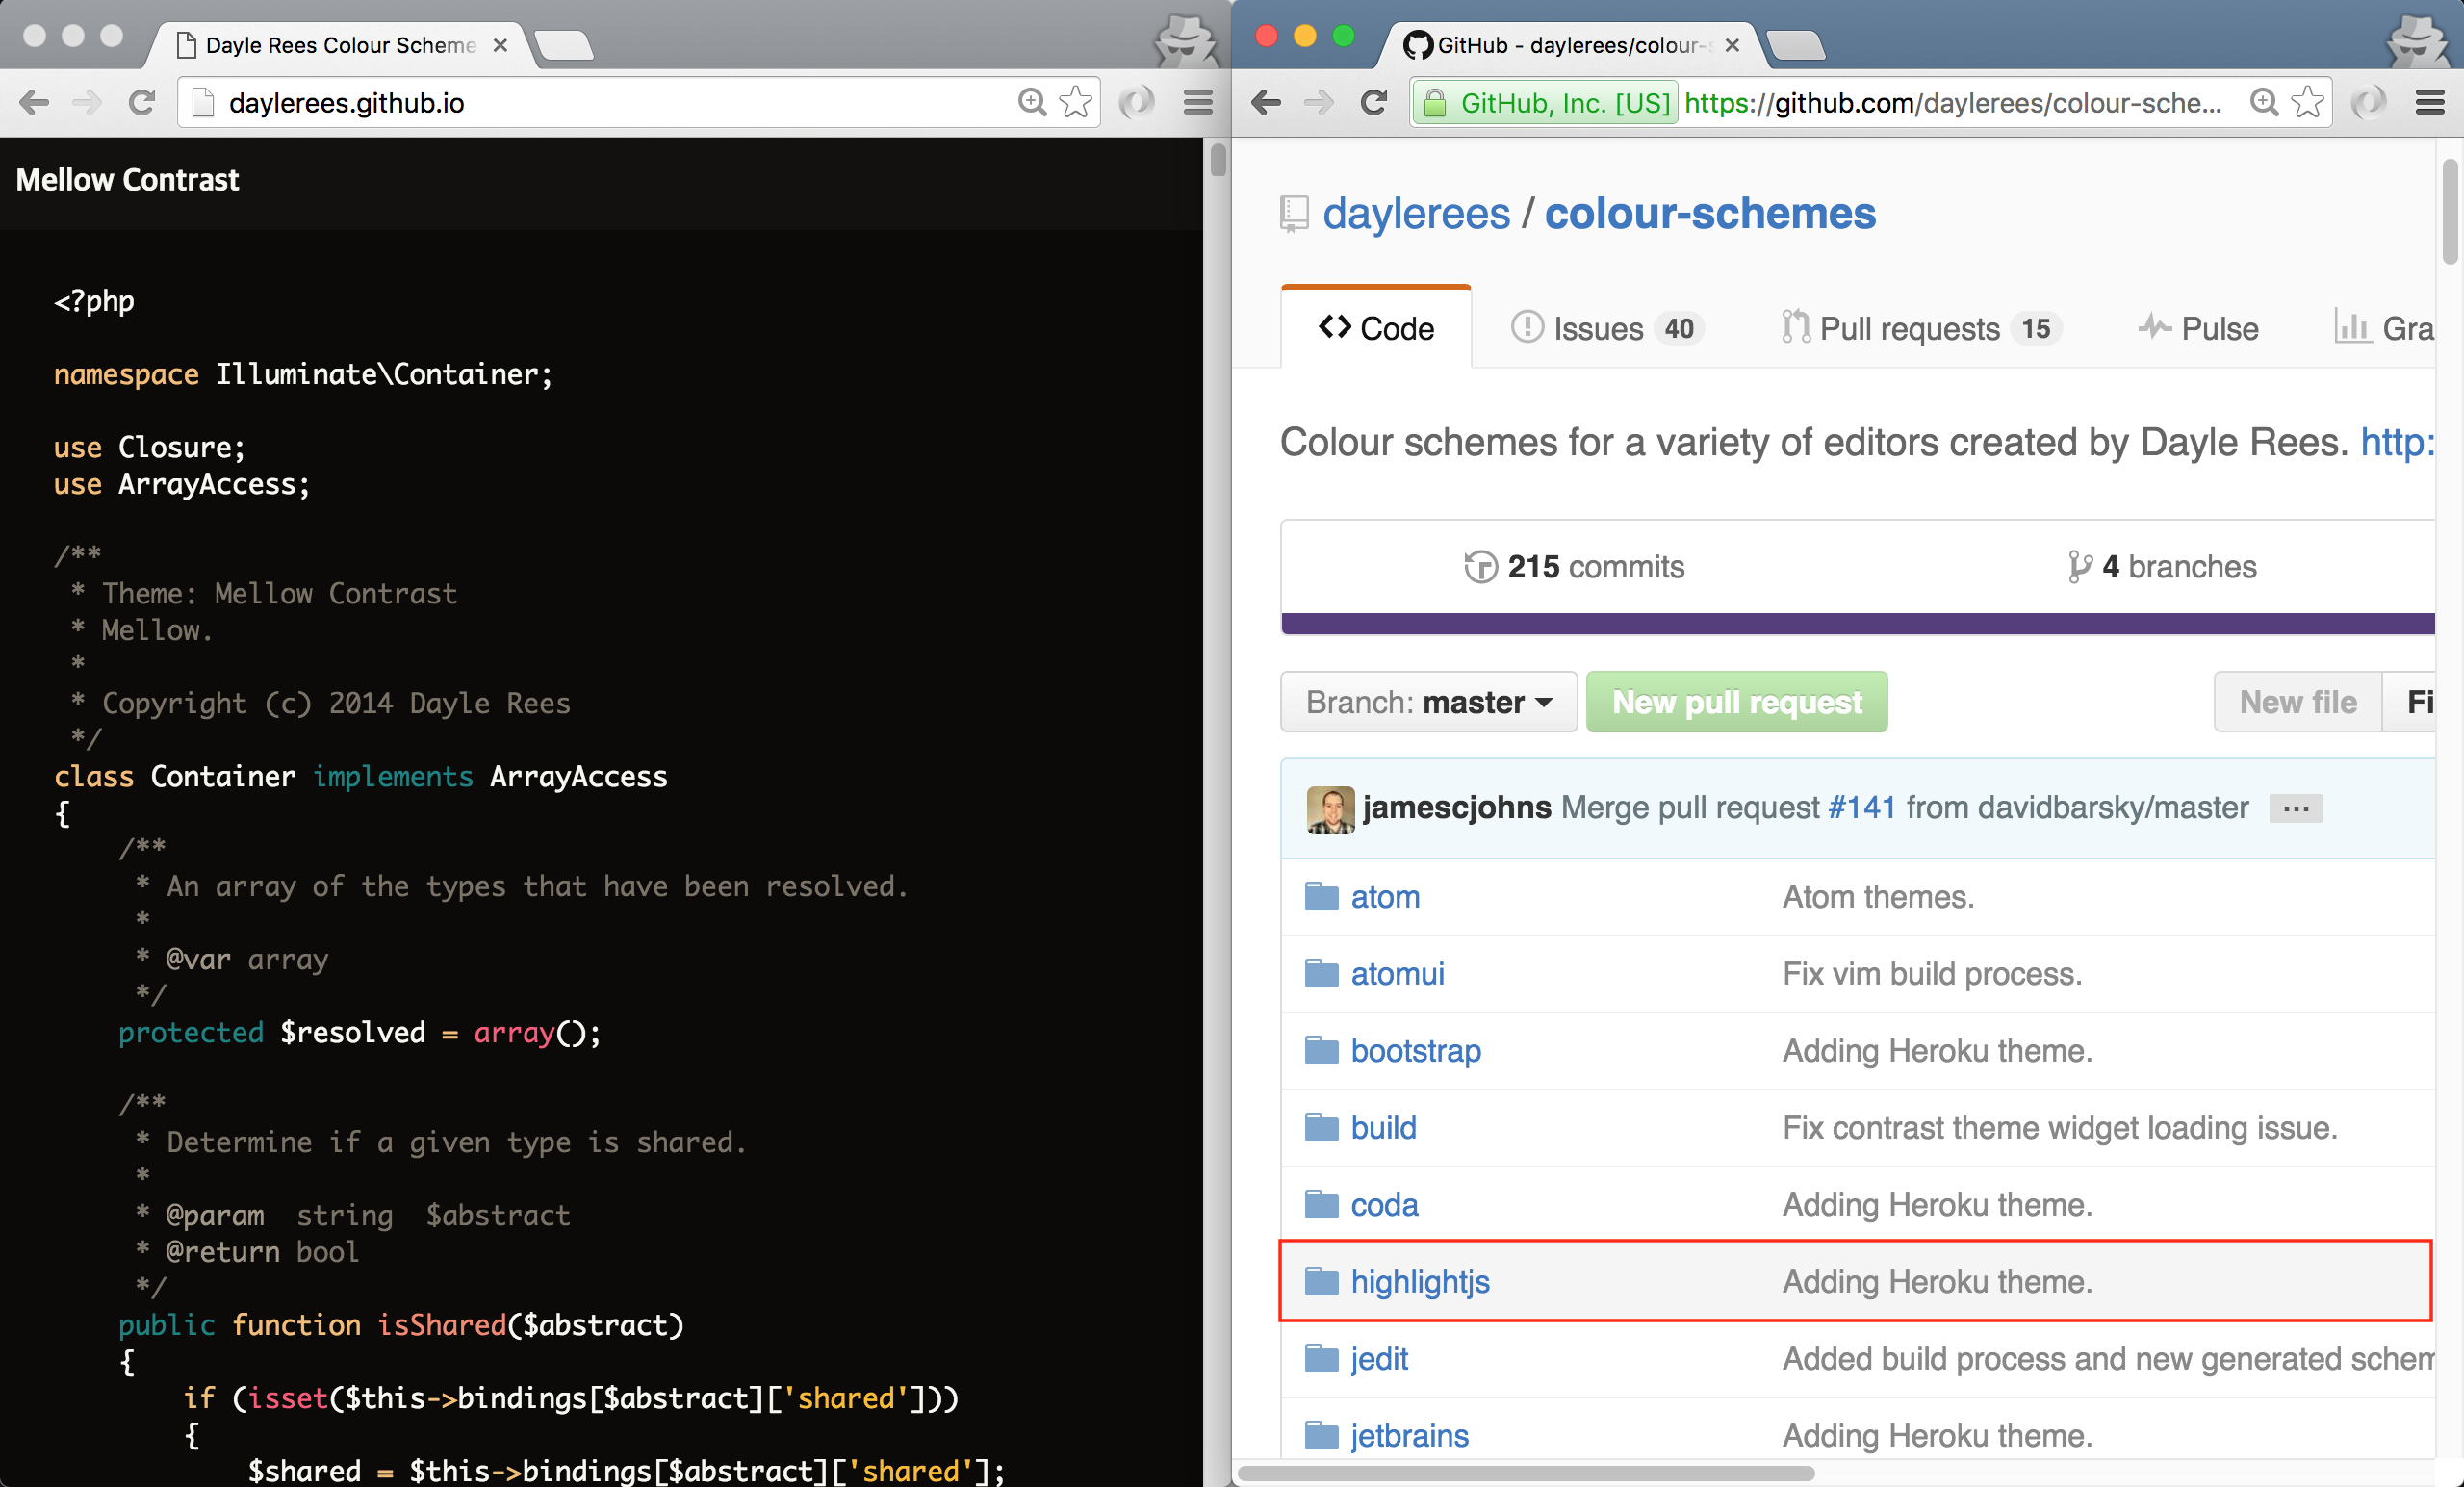 Dayle Rees Colour Scheme
daylerees.github.io
Mellow Contrast
<?php
namespace Illuminate\Container;
use Closure;
use ArrayAccess;
/**
* Theme: Mellow Contrast
* Mellow.
*
* Copyright (c) 2014 Dayle Rees
*/
class Container implements ArrayAccess
{
/**
* An array of the types that have been resolved.
*
* @var array
*/
protected $resolved = array();
/**
* Determine if a given type is shared.
*
* @param  string  $abstract
* @return bool
*/
public function isShared($abstract)
{
if (isset($this->bindings[$abstract]['shared']))
{
$shared = $this->bindings[$abstract]['shared'];
GitHub - daylerees/colour-s
GitHub, Inc. [US] https://github.com/daylerees/colour-sche...
daylerees / colour-schemes
Code Issues 40 Pull requests 15 Pulse Gra
Colour schemes for a variety of editors created by Dayle Rees. http:
215 commits 4 branches
Branch: master New pull request New file Fi
jamescjohns Merge pull request #141 from davidbarsky/master ...
atom Atom themes.
atomui Fix vim build process.
bootstrap Adding Heroku theme.
build Fix contrast theme widget loading issue.
coda Adding Heroku theme.
highlightjs Adding Heroku theme.
jedit Added build process and new generated schem
jetbrains Adding Heroku theme.